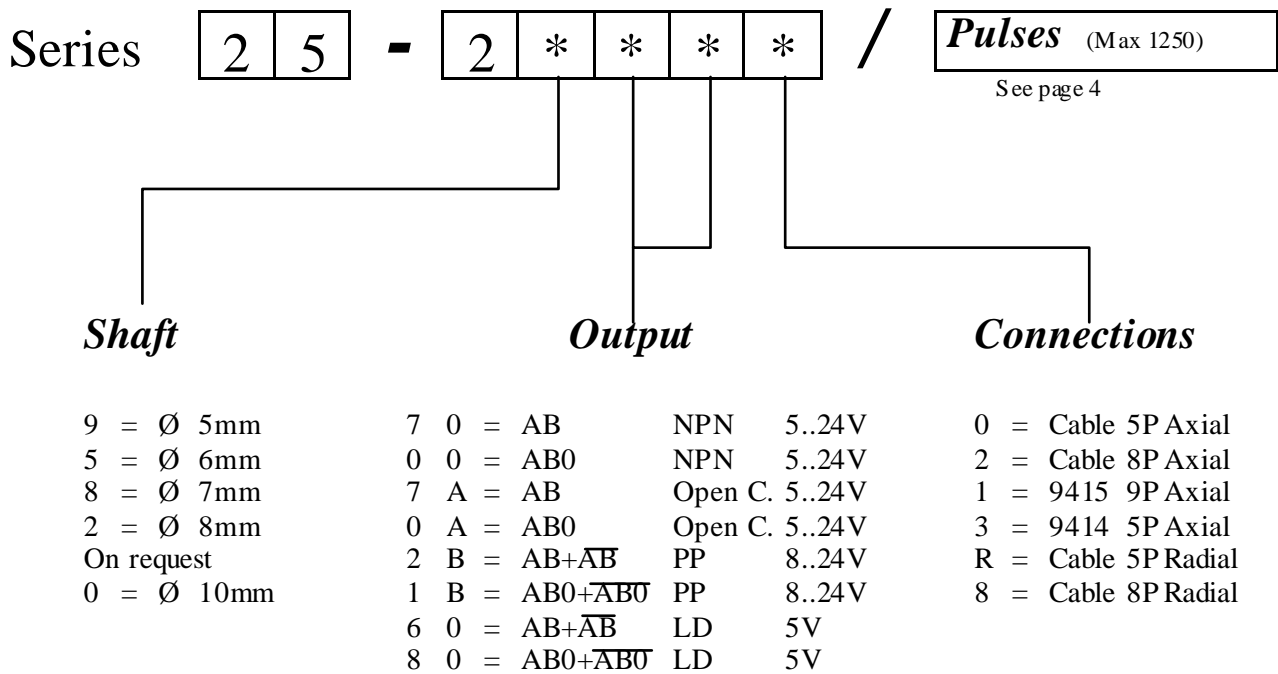 Series 2 5 - 2 * * * * / Pulses (Max 1250)
See page 4
Shaft Output Connections
9 = Ø 5mm 7 0 = AB NPN 5..24V 0 = Cable 5P Axial
5 = Ø 6mm 0 0 = AB0 NPN 5..24V 2 = Cable 8P Axial
8 = Ø 7mm 7 A = AB Open C. 5..24V 1 = 9415 9P Axial
2 = Ø 8mm 0 A = AB0 Open C. 5..24V 3 = 9414 5P Axial
On request 2 B = AB+A̅B̅ PP 8..24V R = Cable 5P Radial
0 = Ø 10mm 1 B = AB0+A̅B̅0̅ PP 8..24V 8 = Cable 8P Radial
6 0 = AB+A̅B̅ LD 5V
8 0 = AB0+A̅B̅0̅ LD 5V